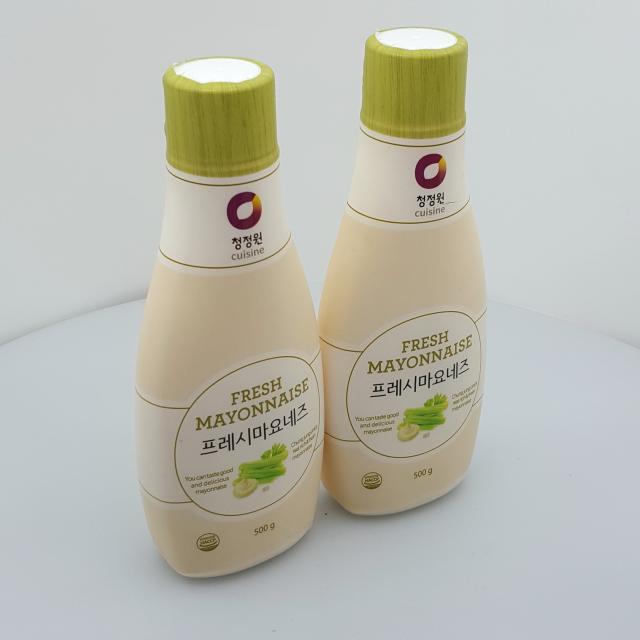 청정원
cuisine
FRESH
MAYONNAISE
프레시마요네즈
You can taste good
and delicious
mayonnaise
500 g
HACCP
청정원
cuisine
FRESH
MAYONNAISE
프레시마요네즈
You can taste good
and delicious
mayonnaise
500 g
HACCP